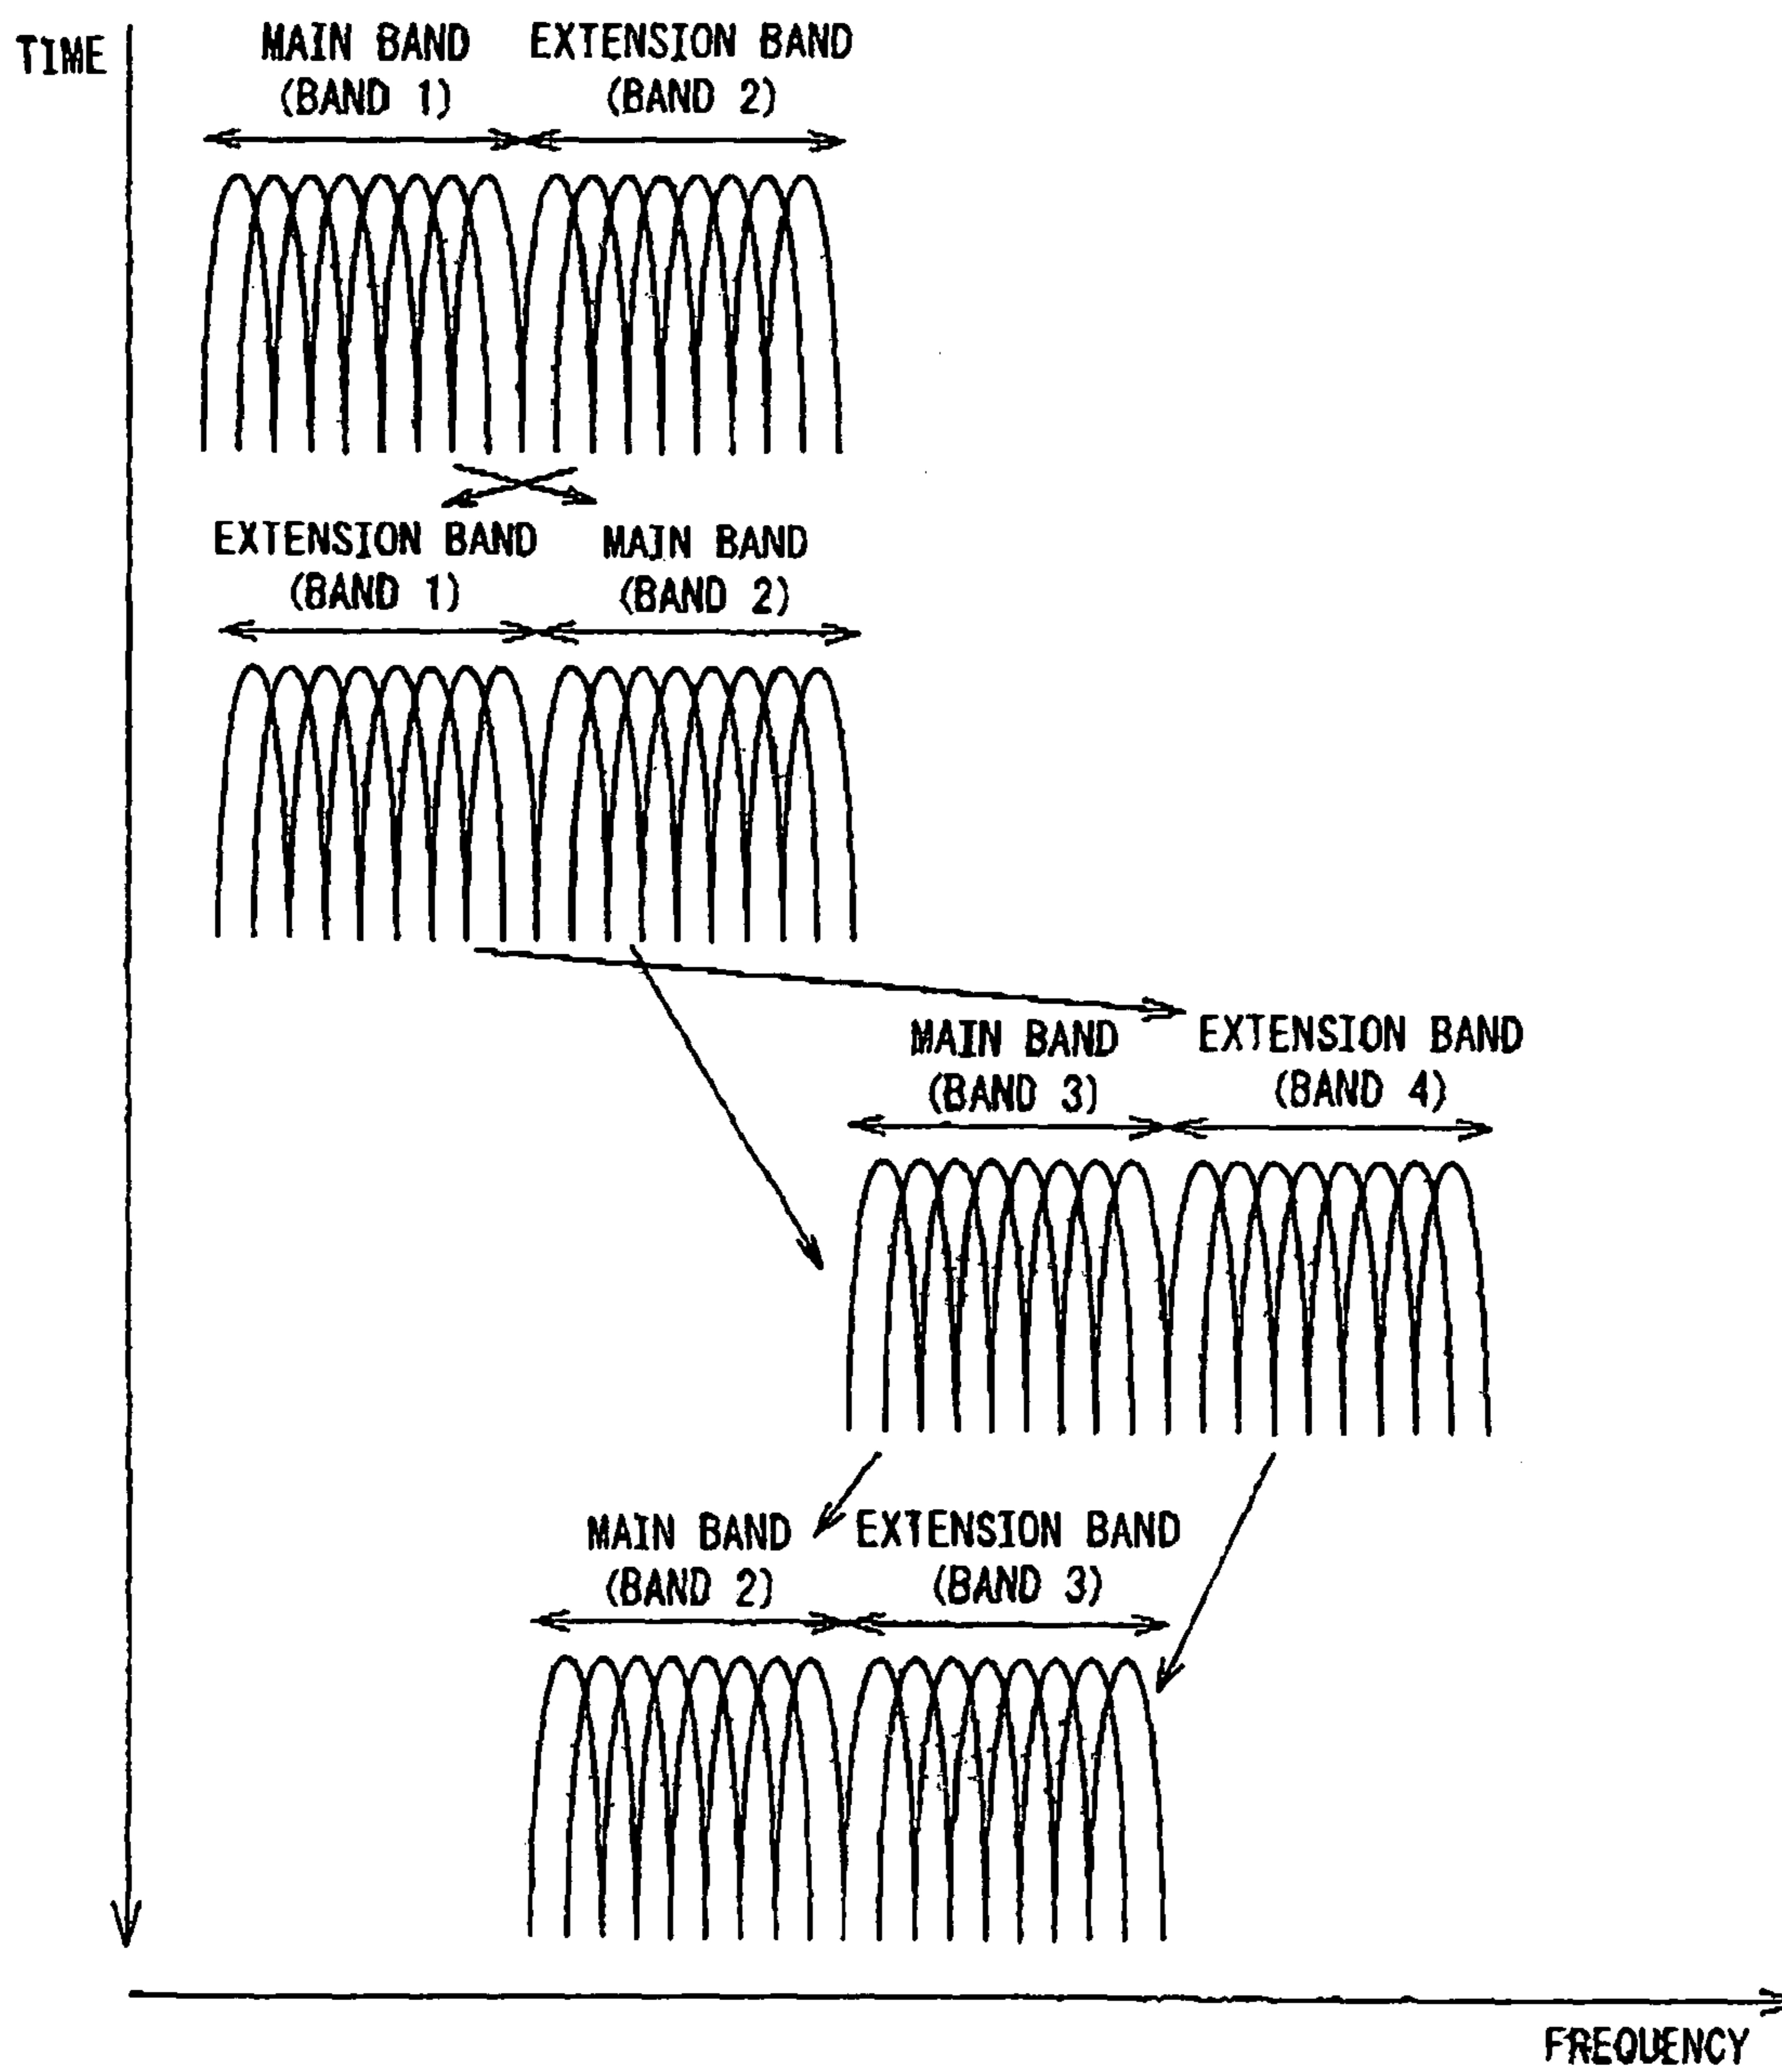 TIME
MAIN BAND
(BAND 1)
EXTENSION BAND
(BAND 2)
EXTENSION BAND
(BAND 1)
MAIN BAND
(BAND 2)
MAIN BAND
(BAND 3)
EXTENSION BAND
(BAND 4)
MAIN BAND
(BAND 2)
EXTENSION BAND
(BAND 3)
FREQUENCY